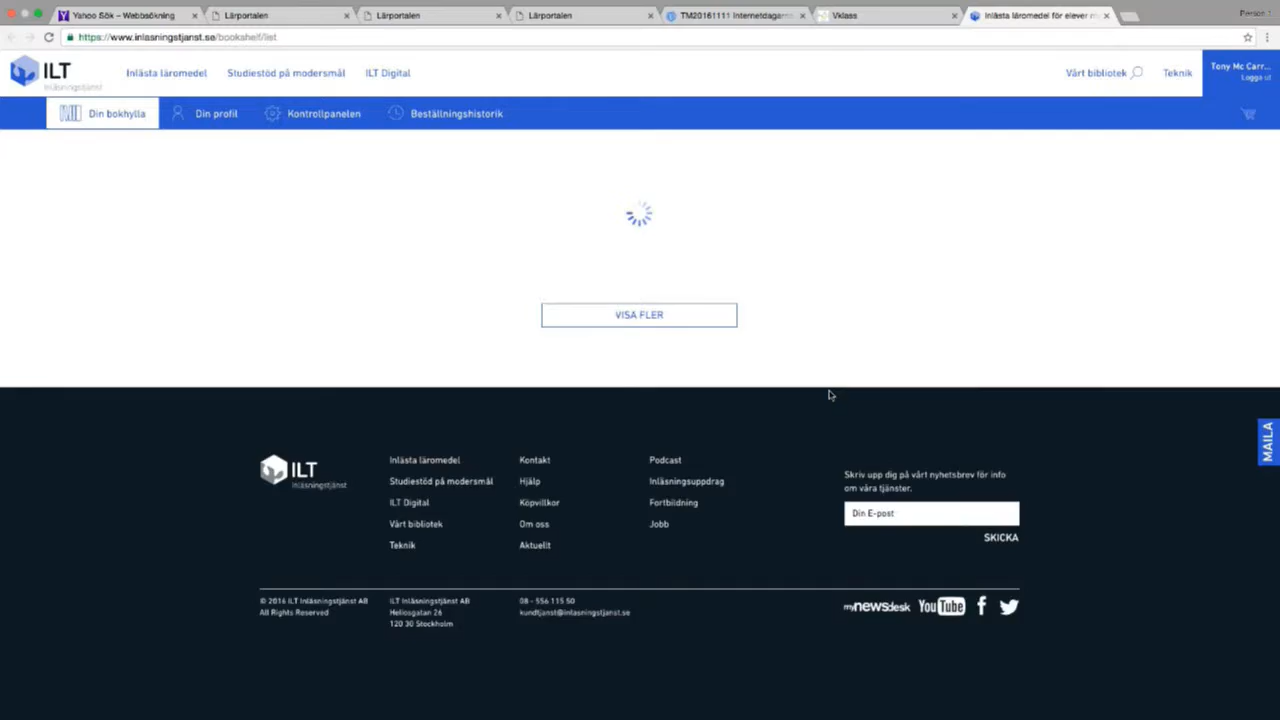 Yahoo Sök – Webbsökning
Lärportalen
Lärportalen
Lärportalen
TM20161111 Internetdagar
Vklass
Inlästa läromedel för elever
Person 1
https://www.inlasningstjanst.se/bookshelf/list
ILT
Inläsningstjänst
Inlästa läromedel
Studiestöd på modersmål
ILT Digital
Vårt bibliotek
Teknik
Tony Mc Carr...
Logga ut
Din bokhylla
Din profil
Kontrollpanelen
Beställningshistorik
VISA FLER
MAILA
ILT
Inläsningstjänst
Inlästa läromedel
Studiestöd på modersmål
ILT Digital
Vårt bibliotek
Teknik
Kontakt
Hjälp
Köpvillkor
Om oss
Aktuellt
Podcast
Inläsningsuppdrag
Fortbildning
Jobb
Skriv upp dig på vårt nyhetsbrev för info
om våra tjänster.
Din E-post
SKICKA
© 2016 ILT Inläsningstjänst AB
All Rights Reserved
ILT Inläsningstjänst AB
Heliosgatan 26
120 30 Stockholm
08 - 556 115 50
kundtjanst@inlasningstjanst.se
mynewsdesk
YouTube